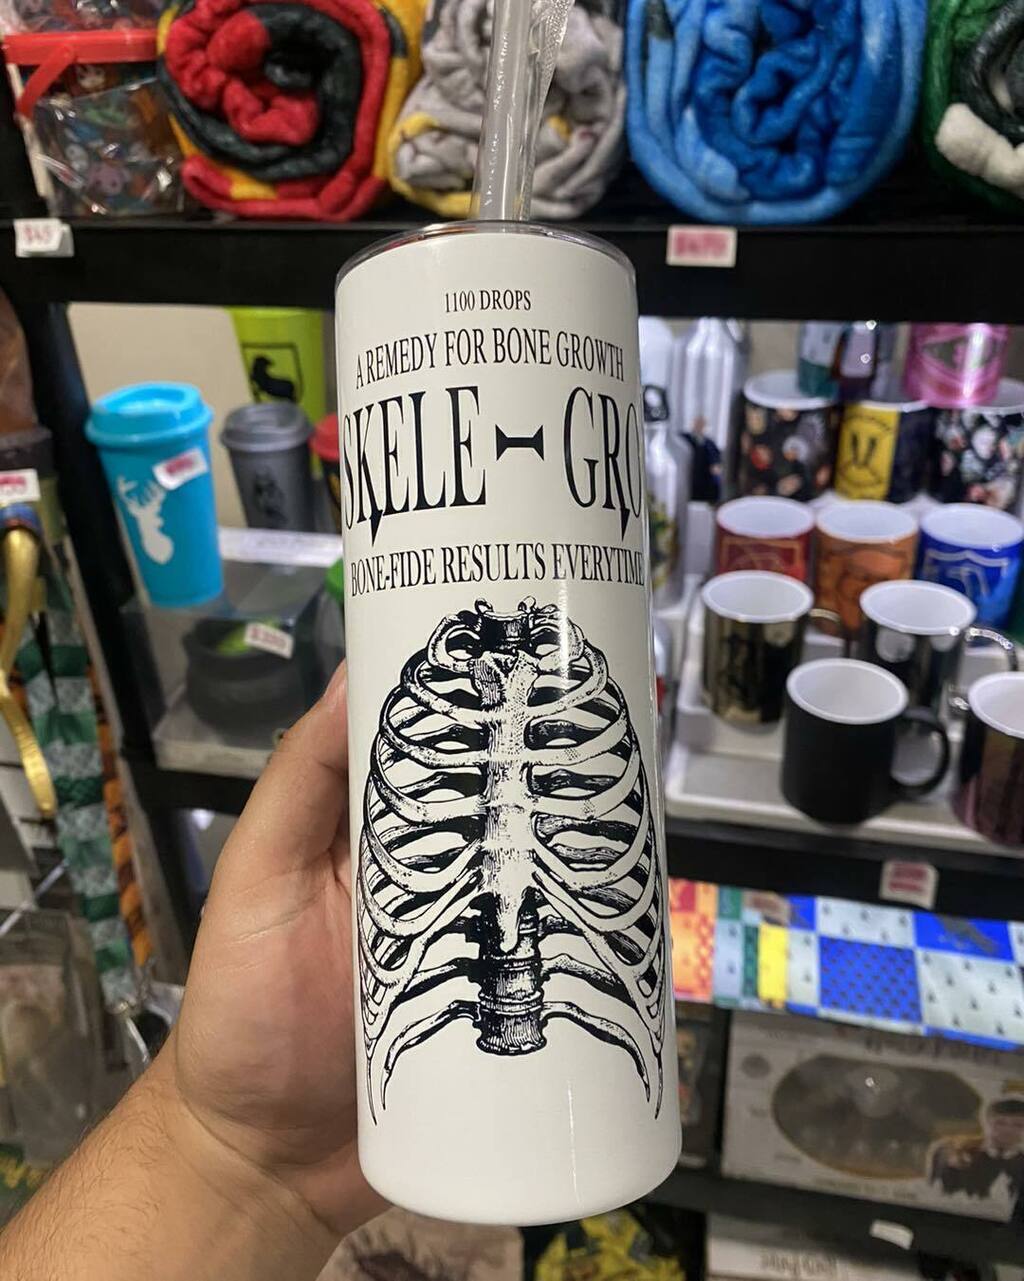 1100 DROPS
A REMEDY FOR BONE GROWTH
SKELE-GRO
BONE-FIDE RESULTS EVERYTIME